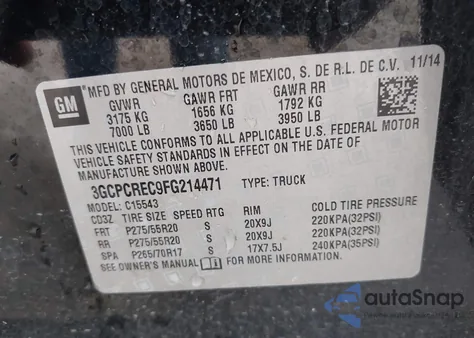 GM MFD BY GENERAL MOTORS DE MEXICO, S. DE R.L. DE C.V. 11/14
GVWR GAWR FRT GAWR RR
3175 KG 1656 KG 1792 KG
7000 LB 3650 LB 3950 LB
THIS VEHICLE CONFORMS TO ALL APPLICABLE U.S. FEDERAL MOTOR
VEHICLE SAFETY STANDARDS IN EFFECT ON THE DATE OF
MANUFACTURE SHOWN ABOVE.
3GCPCREC9FG214471 TYPE: TRUCK
MODEL: C15543
CD3Z TIRE SIZE SPEED RTG RIM COLD TIRE PRESSURE
FRT P275/55R20 S 20X9J 220KPA(32PSI)
RR P275/55R20 S 20X9J 220KPA(32PSI)
SPA P265/70R17 S 17X7.5J 240KPA(35PSI)
SEE OWNER'S MANUAL FOR MORE INFORMATION.
autoSnap